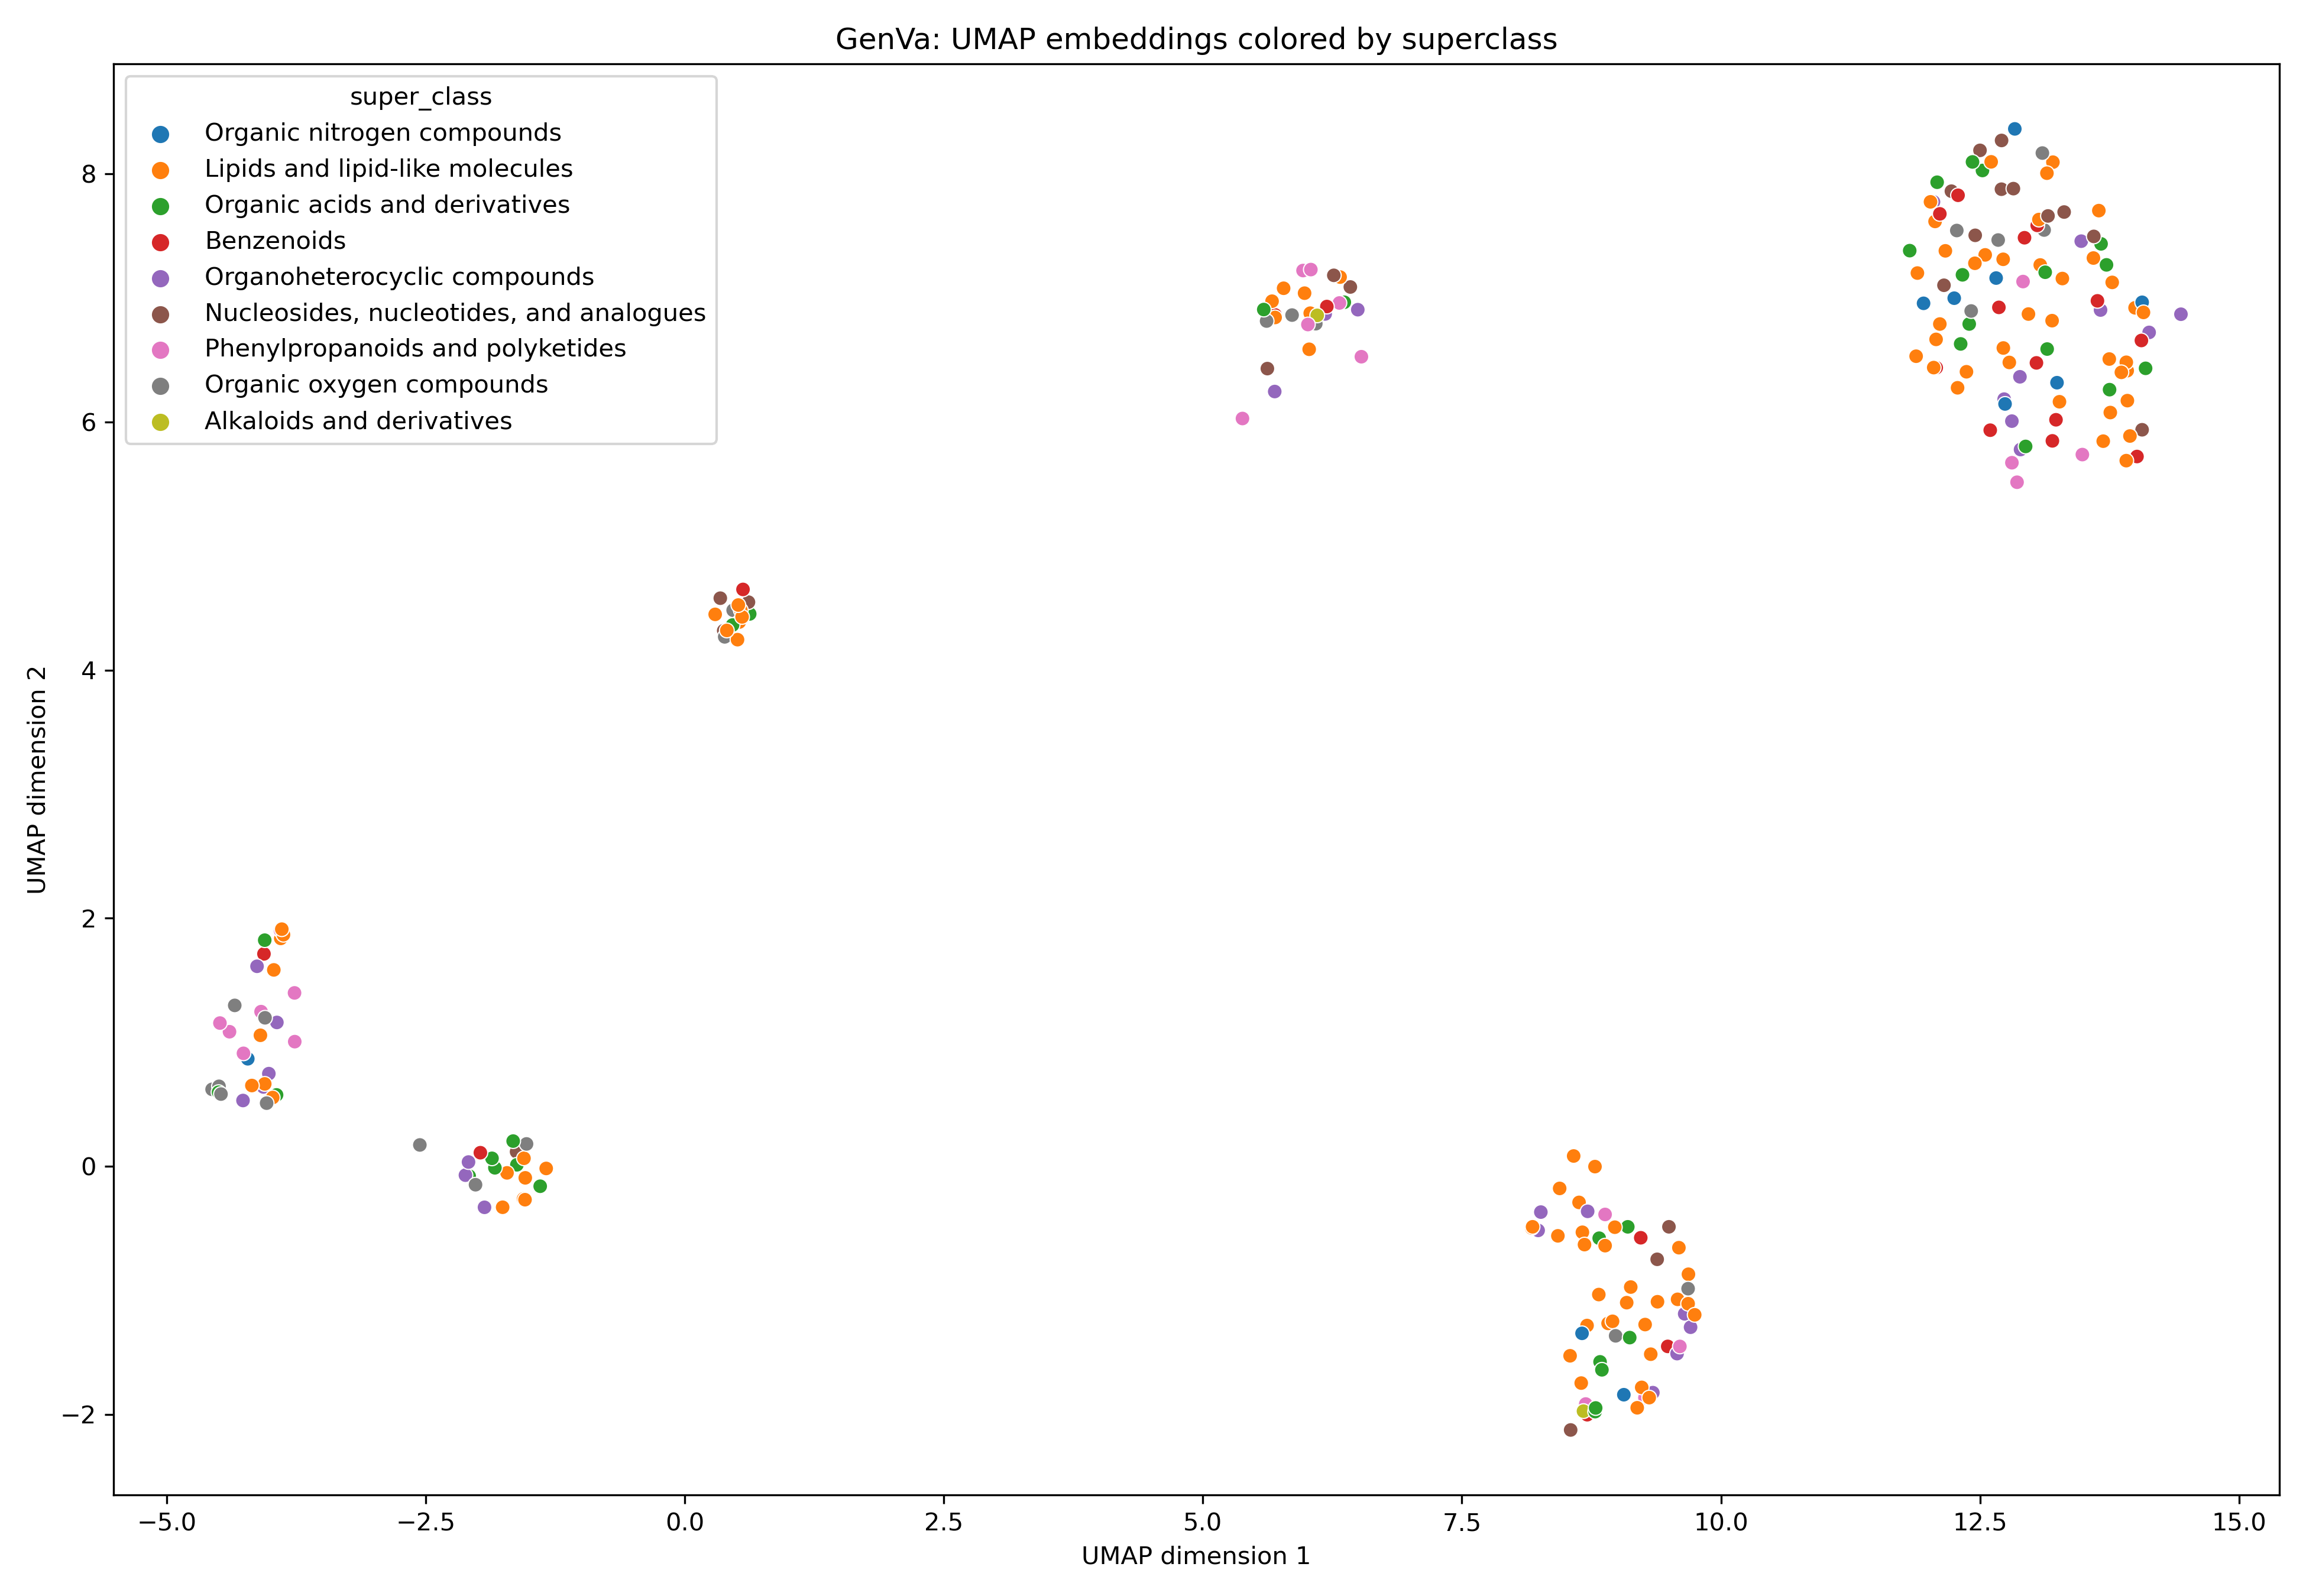 GenVa: UMAP embeddings colored by superclass
super_class
Organic nitrogen compounds
Lipids and lipid-like molecules
Organic acids and derivatives
Benzenoids
Organoheterocyclic compounds
Nucleosides, nucleotides, and analogues
Phenylpropanoids and polyketides
Organic oxygen compounds
Alkaloids and derivatives
8
6
4
2
0
−2
UMAP dimension 2
−5.0 −2.5 0.0 2.5 5.0 7.5 10.0 12.5 15.0
UMAP dimension 1